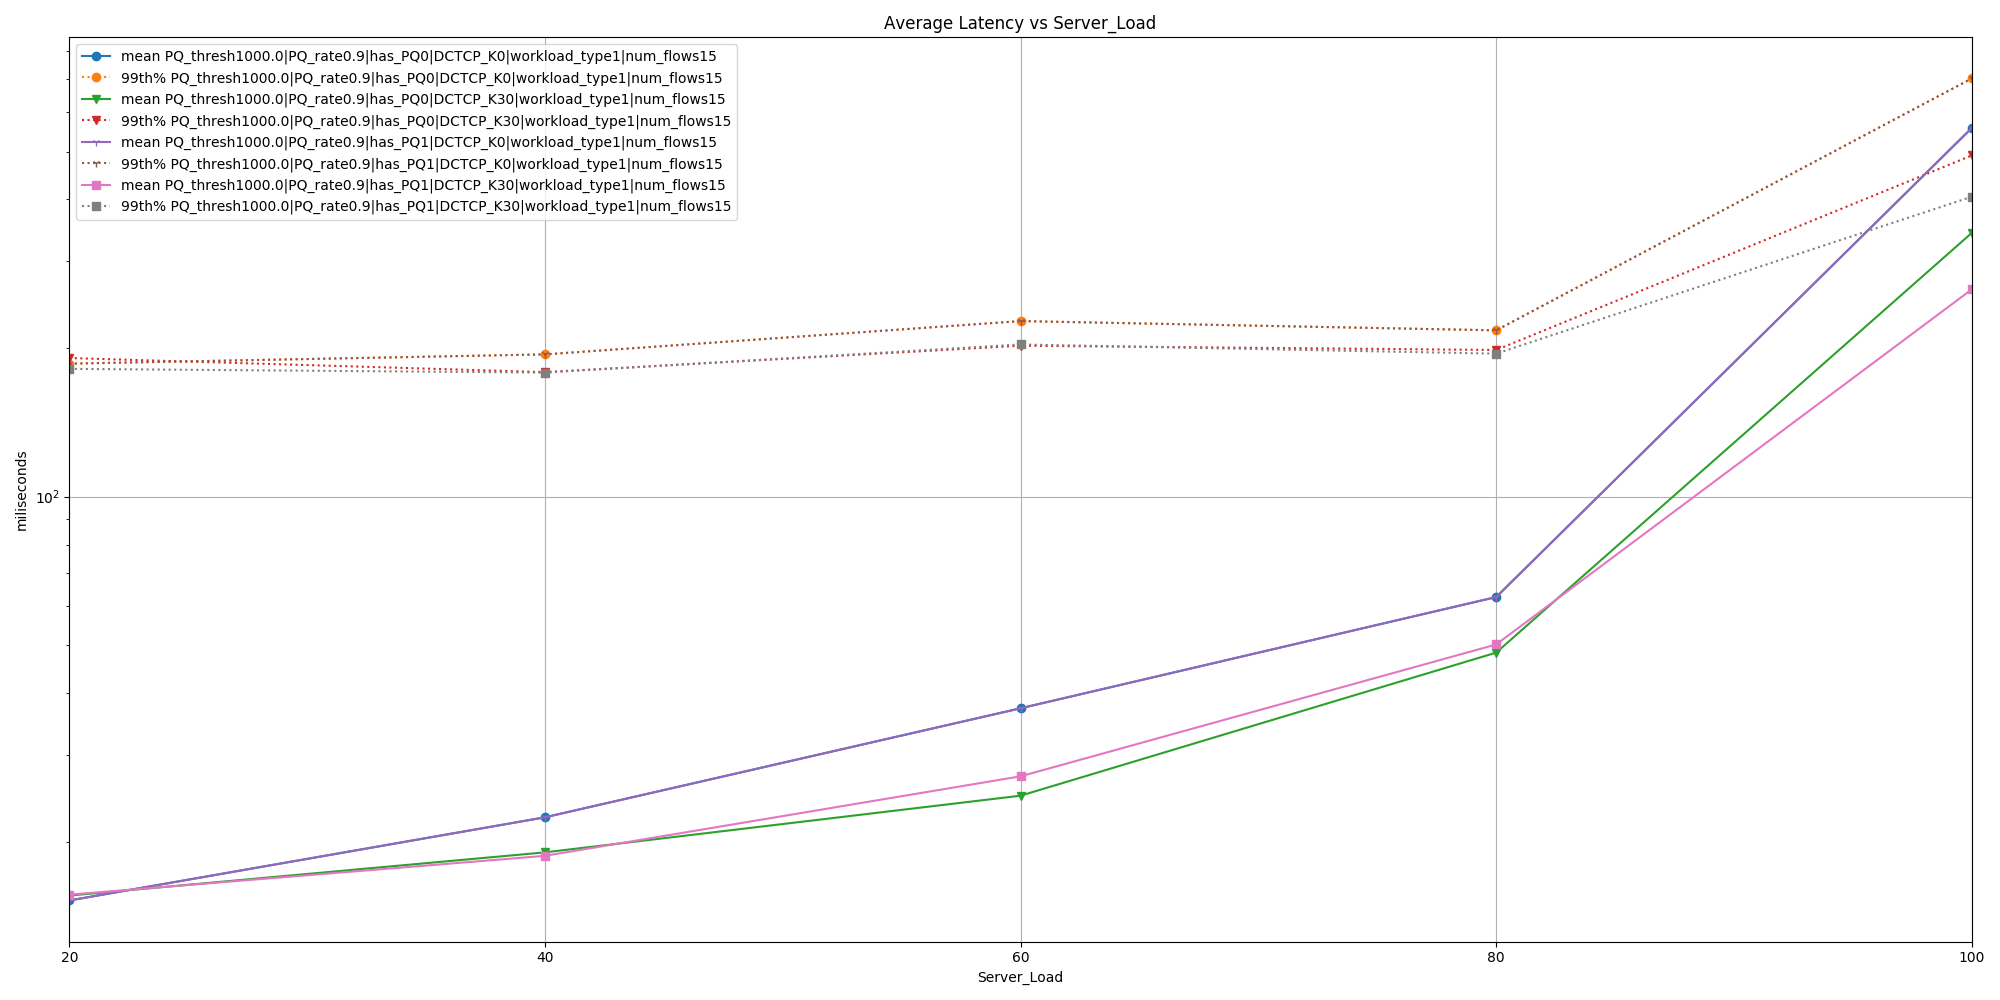 Average Latency vs Server_Load
mean PQ_thresh1000.0|PQ_rate0.9|has_PQ0|DCTCP_K0|workload_type1|num_flows15
99th% PQ_thresh1000.0|PQ_rate0.9|has_PQ0|DCTCP_K0|workload_type1|num_flows15
mean PQ_thresh1000.0|PQ_rate0.9|has_PQ0|DCTCP_K30|workload_type1|num_flows15
99th% PQ_thresh1000.0|PQ_rate0.9|has_PQ0|DCTCP_K30|workload_type1|num_flows15
mean PQ_thresh1000.0|PQ_rate0.9|has_PQ1|DCTCP_K0|workload_type1|num_flows15
99th% PQ_thresh1000.0|PQ_rate0.9|has_PQ1|DCTCP_K0|workload_type1|num_flows15
mean PQ_thresh1000.0|PQ_rate0.9|has_PQ1|DCTCP_K30|workload_type1|num_flows15
99th% PQ_thresh1000.0|PQ_rate0.9|has_PQ1|DCTCP_K30|workload_type1|num_flows15
miliseconds
10²
20 40 60 80 100
Server_Load